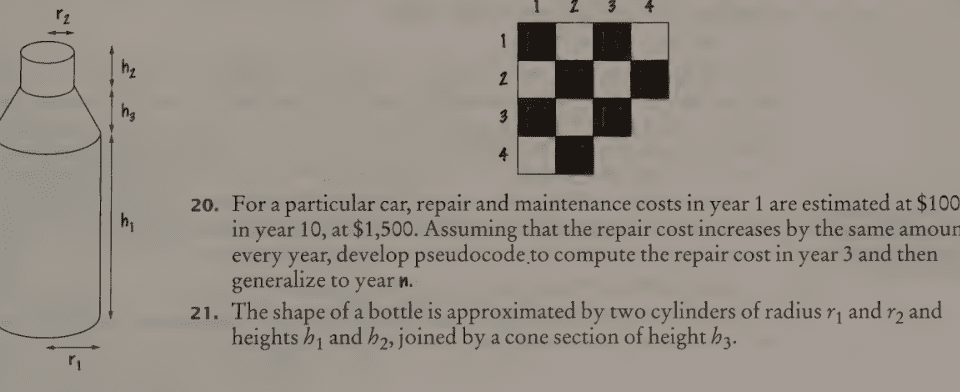 r₂
h₂
h₃
h₁
r₁
1 2 3 4
1
2
3
4
20. For a particular car, repair and maintenance costs in year 1 are estimated at $100
in year 10, at $1,500. Assuming that the repair cost increases by the same amoun
every year, develop pseudocode to compute the repair cost in year 3 and then
generalize to year n.
21. The shape of a bottle is approximated by two cylinders of radius r₁ and r₂ and
heights h₁ and h₂, joined by a cone section of height h₃.